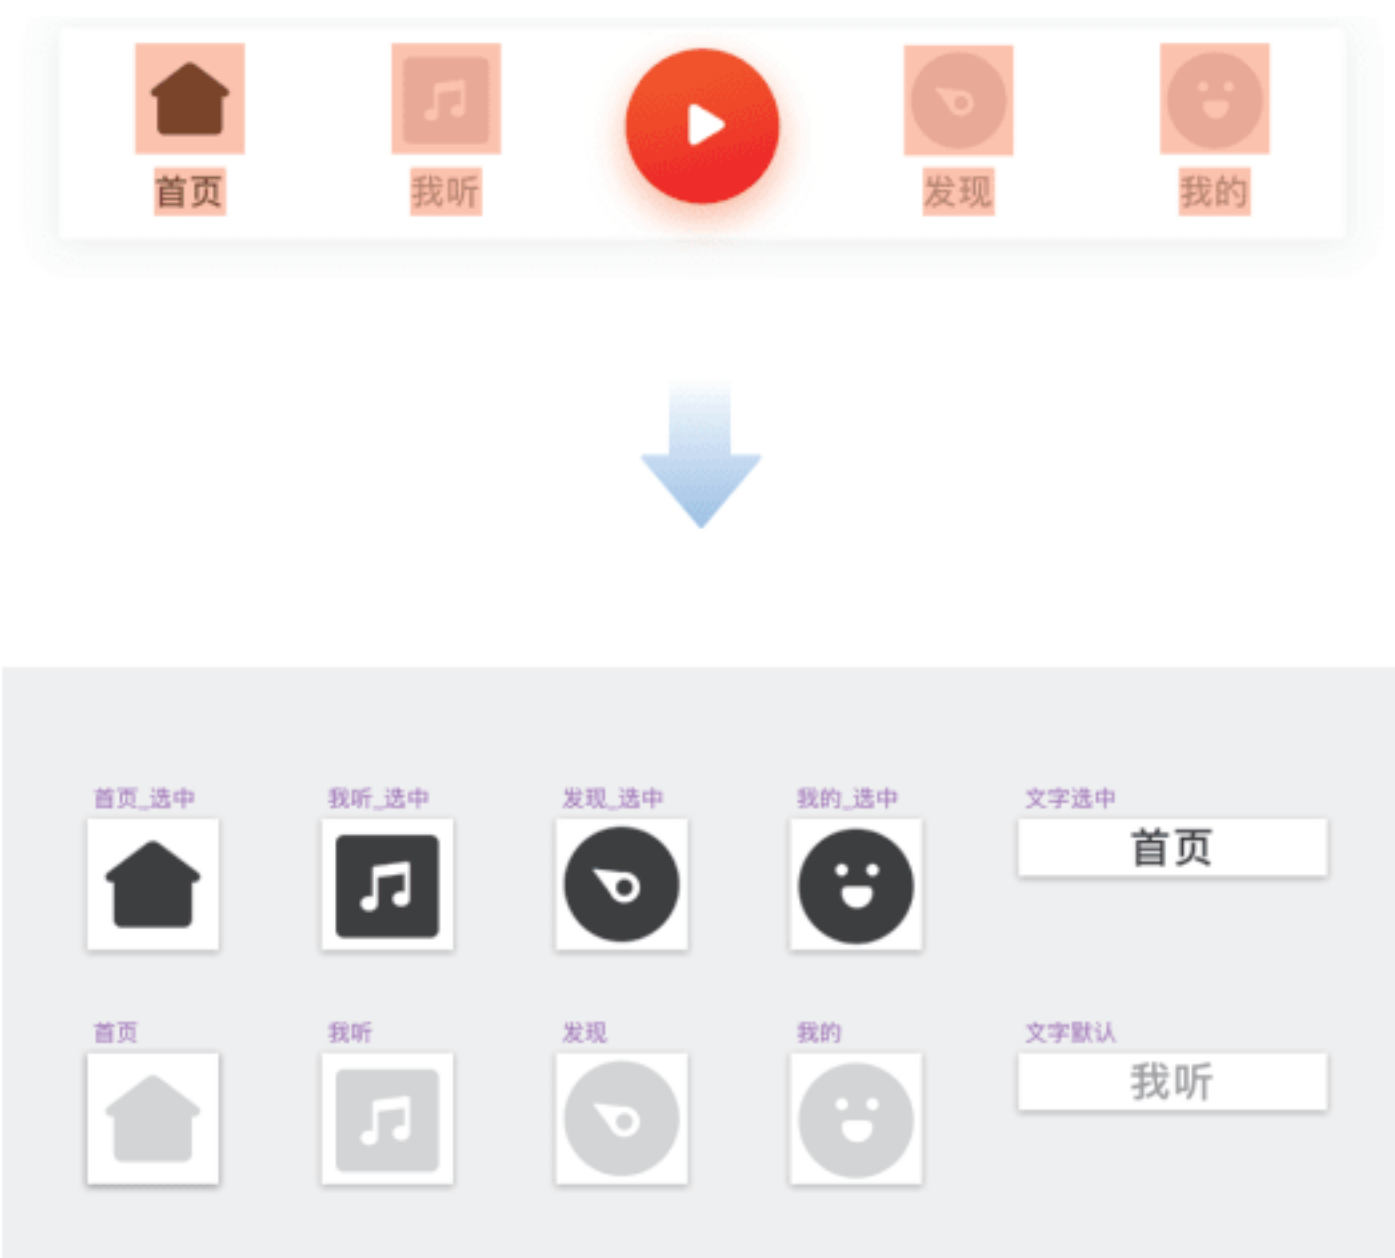 首页 我听 发现 我的
首页_选中 我听_选中 发现_选中 我的_选中 文字选中
首页
首页 我听 发现 我的 文字默认
我听